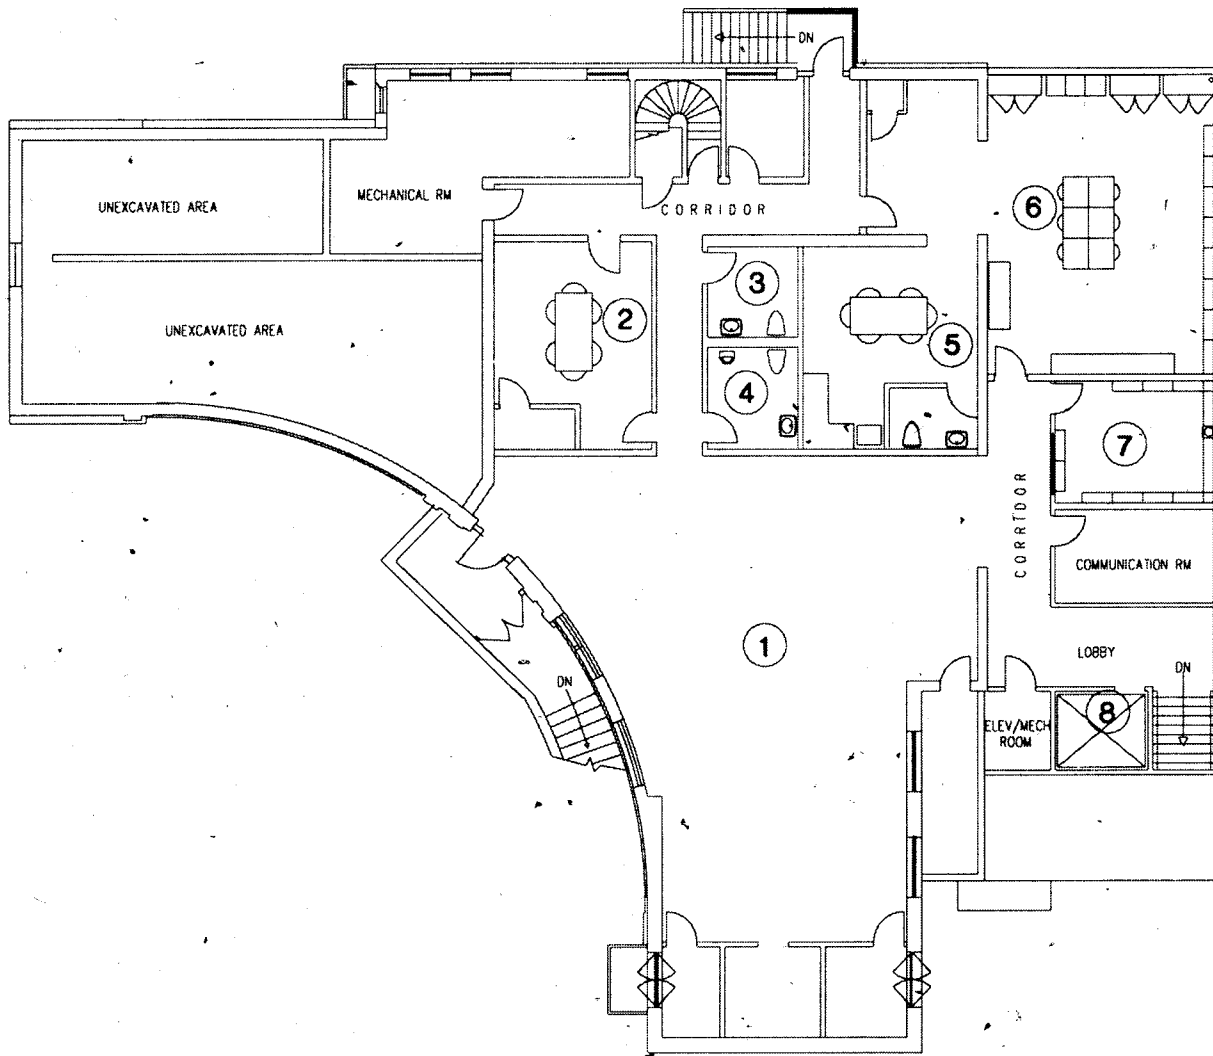 DN
MECHANICAL RM
UNEXCAVATED AREA
CORRIDOR
6
2
3
5
4
UNEXCAVATED AREA
7
CORRIDOR
COMMUNICATION RM
1
LOBBY
DN
DN
8
ELEV/MECH
ROOM